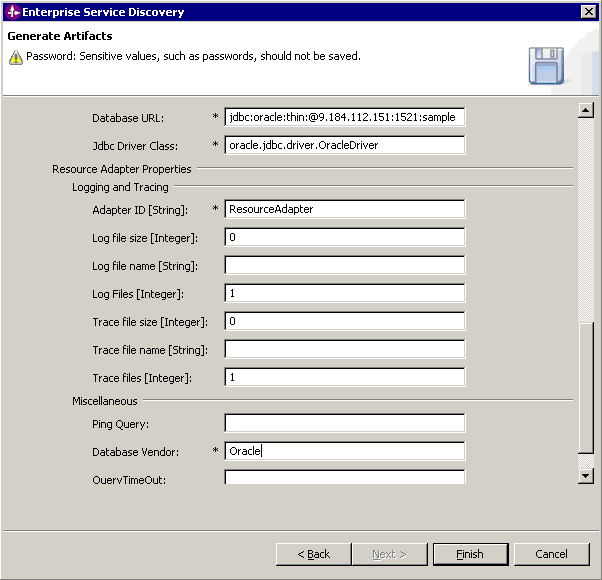 Enterprise Service Discovery
Generate Artifacts
Password: Sensitive values, such as passwords, should not be saved.
Database URL: * jdbc:oracle:thin:@9.184.112.151:1521:sample
Jdbc Driver Class: * oracle.jdbc.driver.OracleDriver
Resource Adapter Properties
Logging and Tracing
Adapter ID [String]: * ResourceAdapter
Log file size [Integer]: 0
Log file name [String]:
Log Files [Integer]: 1
Trace file size [Integer]: 0
Trace file name [String]:
Trace files [Integer]: 1
Miscellaneous
Ping Query:
Database Vendor: * Oracle
QueryTimeOut:
< Back Next > Finish Cancel